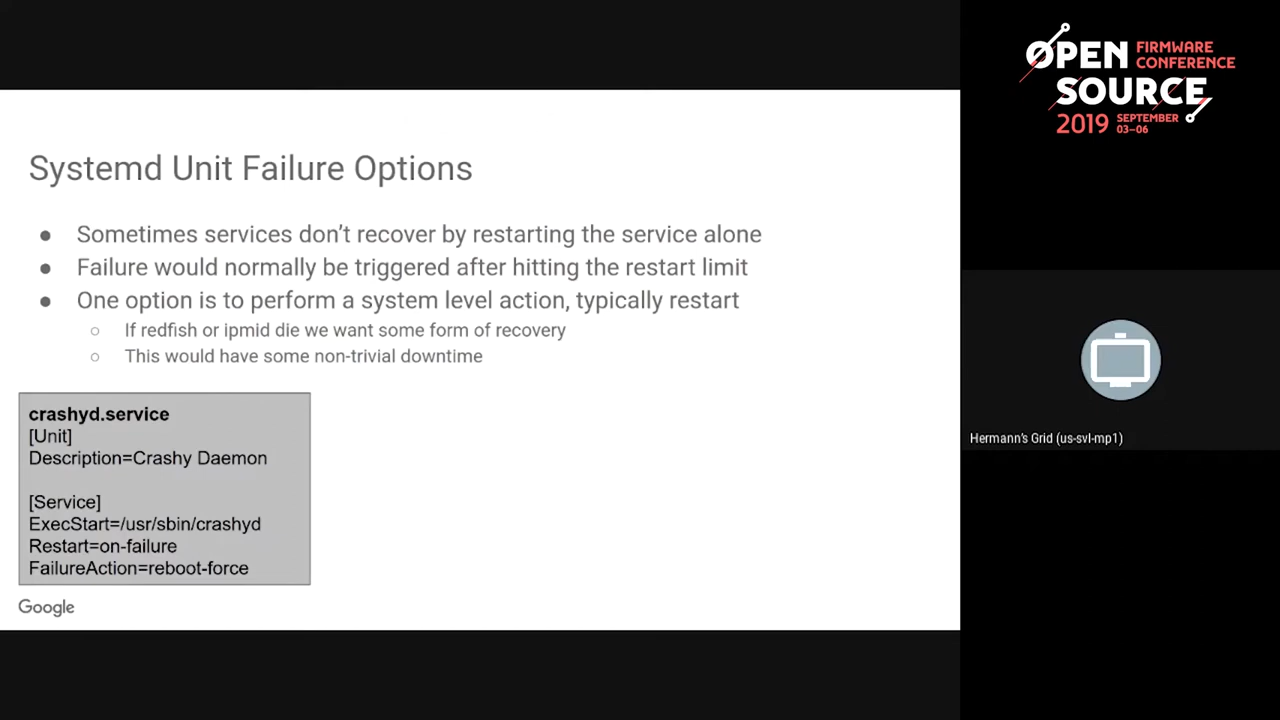 Systemd Unit Failure Options
● Sometimes services don't recover by restarting the service alone
● Failure would normally be triggered after hitting the restart limit
● One option is to perform a system level action, typically restart
○ If redfish or ipmid die we want some form of recovery
○ This would have some non-trivial downtime
crashyd.service
[Unit]
Description=Crashy Daemon
[Service]
ExecStart=/usr/sbin/crashyd
Restart=on-failure
FailureAction=reboot-force
Google
OPEN FIRMWARE
CONFERENCE
SOURCE
2019 SEPTEMBER
03–06
Hermann's Grid (us-svl-mp1)